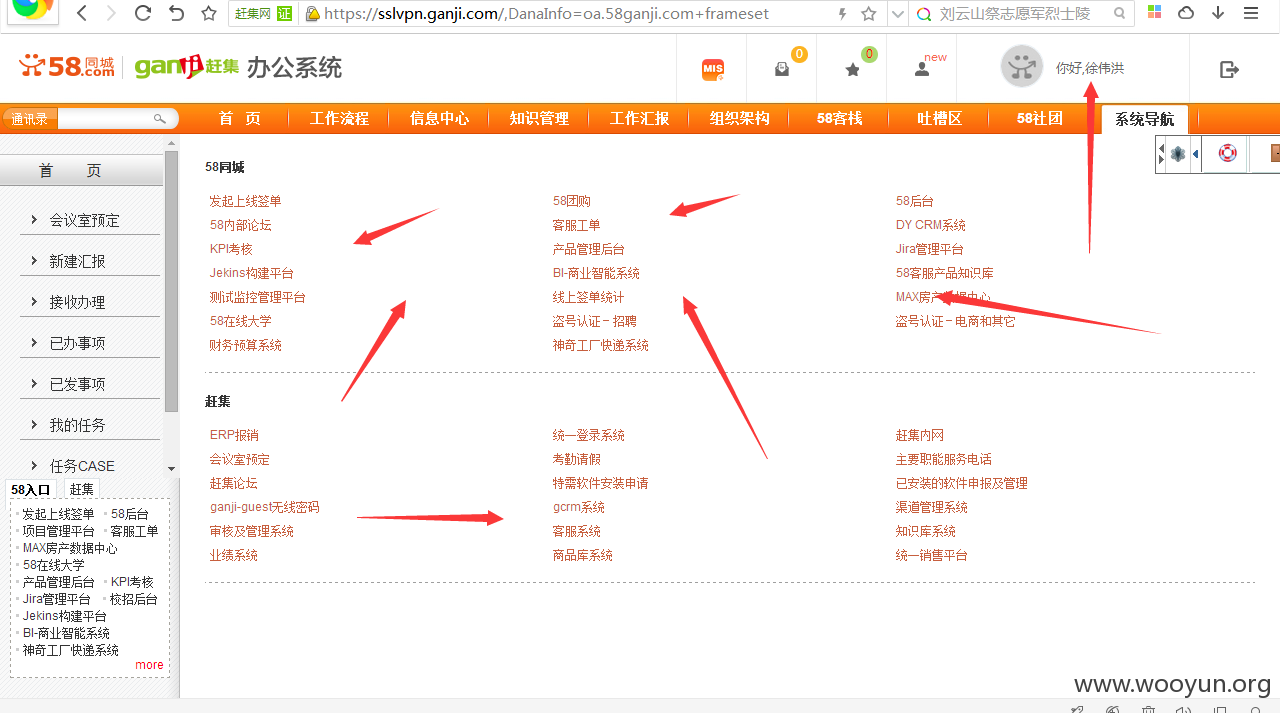 赶集网 证 https://sslvpn.ganji.com/,DanaInfo=oa.58ganji.com+frameset 刘云山祭志愿军烈士陵
58同城.com ganji赶集 办公系统 MIS 0 0 new 你好,徐伟洪
通讯录 首 页 工作流程 信息中心 知识管理 工作汇报 组织架构 58客栈 吐槽区 58社团 系统导航
首 页
会议室预定
新建汇报
接收办理
已办事项
已发事项
我的任务
任务CASE
58入口 赶集
发起上线签单 58后台
项目管理平台 客服工单
MAX房产数据中心
58在线大学
产品管理后台 KPI考核
Jira管理平台 校招后台
Jekins构建平台
BI-商业智能系统
神奇工厂快递系统
more
58同城
发起上线签单 58团购 58后台
58内部论坛 客服工单 DY CRM系统
KPI考核 产品管理后台 Jira管理平台
Jekins构建平台 BI-商业智能系统 58客服产品知识库
测试监控管理平台 线上签单统计 MAX房产数据中心
58在线大学 盗号认证－招聘 盗号认证－电商和其它
财务预算系统 神奇工厂快递系统
赶集
ERP报销 统一登录系统 赶集内网
会议室预定 考勤请假 主要职能服务电话
赶集论坛 特需软件安装申请 已安装的软件申报及管理
ganji-guest无线密码 gcrm系统 渠道管理系统
审核及管理系统 客服系统 知识库系统
业绩系统 商品库系统 统一销售平台
www.wooyun.org